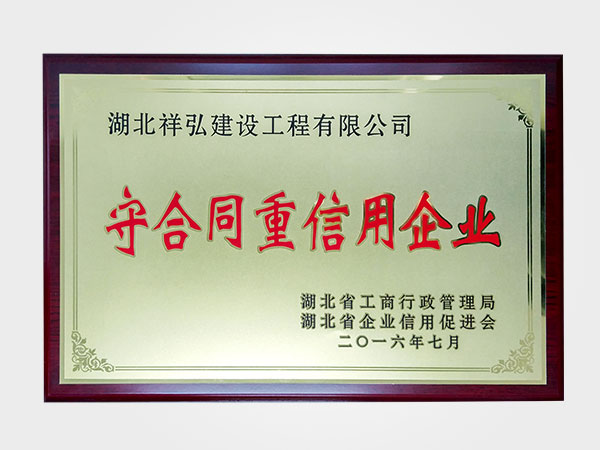 湖北祥弘建设工程有限公司
守合同重信用企业
湖北省工商行政管理局
湖北省企业信用促进会
二〇一六年七月